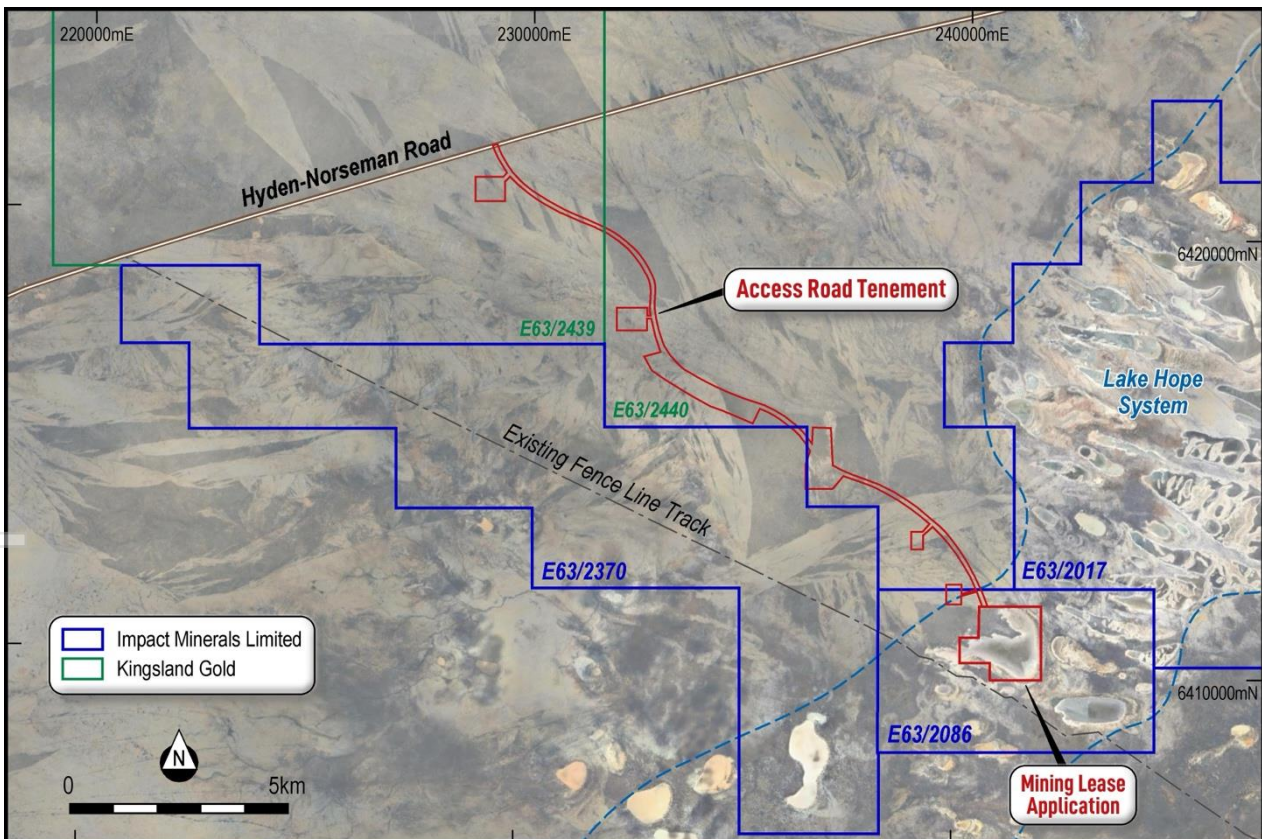 220000mE
230000mE
240000mE
Hyden-Norseman Road
6420000mN
Access Road Tenement
E63/2439
Lake Hope
System
E63/2440
Existing Fence Line Track
E63/2370
E63/2017
Impact Minerals Limited
Kingsland Gold
6410000mN
E63/2086
N
0
5km
Mining Lease
Application